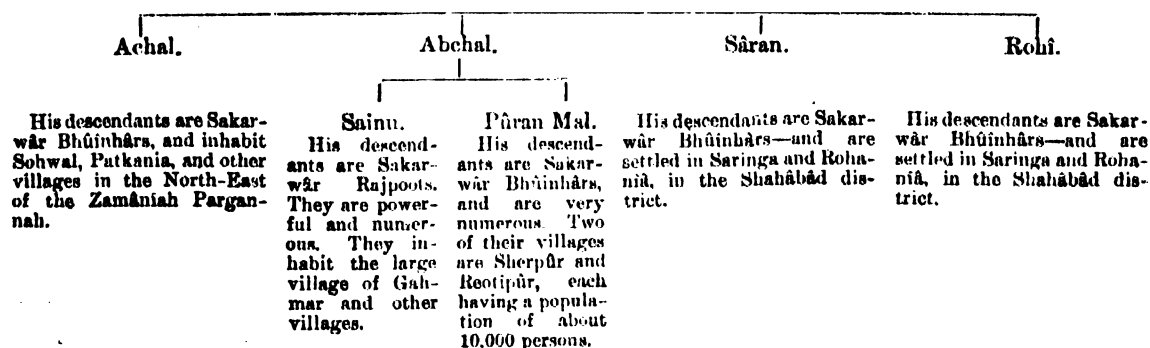 Achal.
Abchal.
Sâran.
Rohî.
His descendants are Sakar-
wâr Bhûinhârs, and inhabit
Sohwal, Patkania, and other
villages in the North-East
of the Zamâniah Pargan-
nah.
Sainu.
His descend-
ants are Sakar-
wâr Rajpoots.
They are power-
ful and numer-
ous. They in-
habit the large
village of Gah-
mar and other
villages.
Pûran Mal.
His descend-
ants are Sakar-
wâr Bhûinhârs,
and are very
numerous. Two
of their villages
are Sherpûr and
Reotipûr, each
having a popula-
tion of about
10,000 persons.
His descendants are Sakar-
wâr Bhûinhârs—and are
settled in Saringa and Roha-
niâ, in the Shahâbâd dis-
trict.
His descendants are Sakar-
wâr Bhûinhârs—and are
settled in Saringa and Roha-
niâ, in the Shahâbâd dis-
trict.